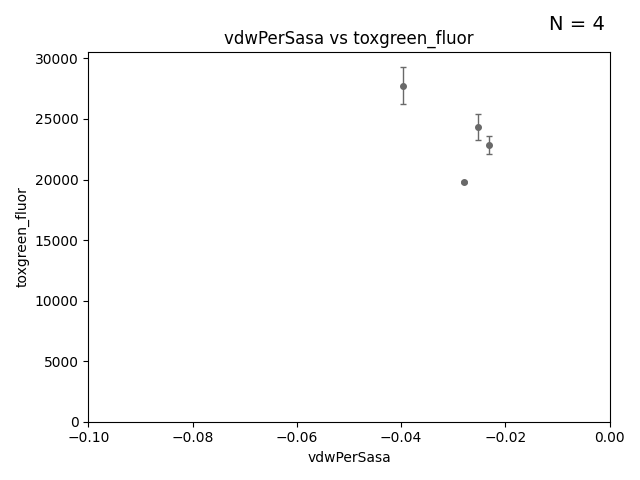 N = 4
vdwPerSasa vs toxgreen_fluor
toxgreen_fluor
30000
25000
20000
15000
10000
5000
0
−0.10 −0.08 −0.06 −0.04 −0.02 0.00
vdwPerSasa